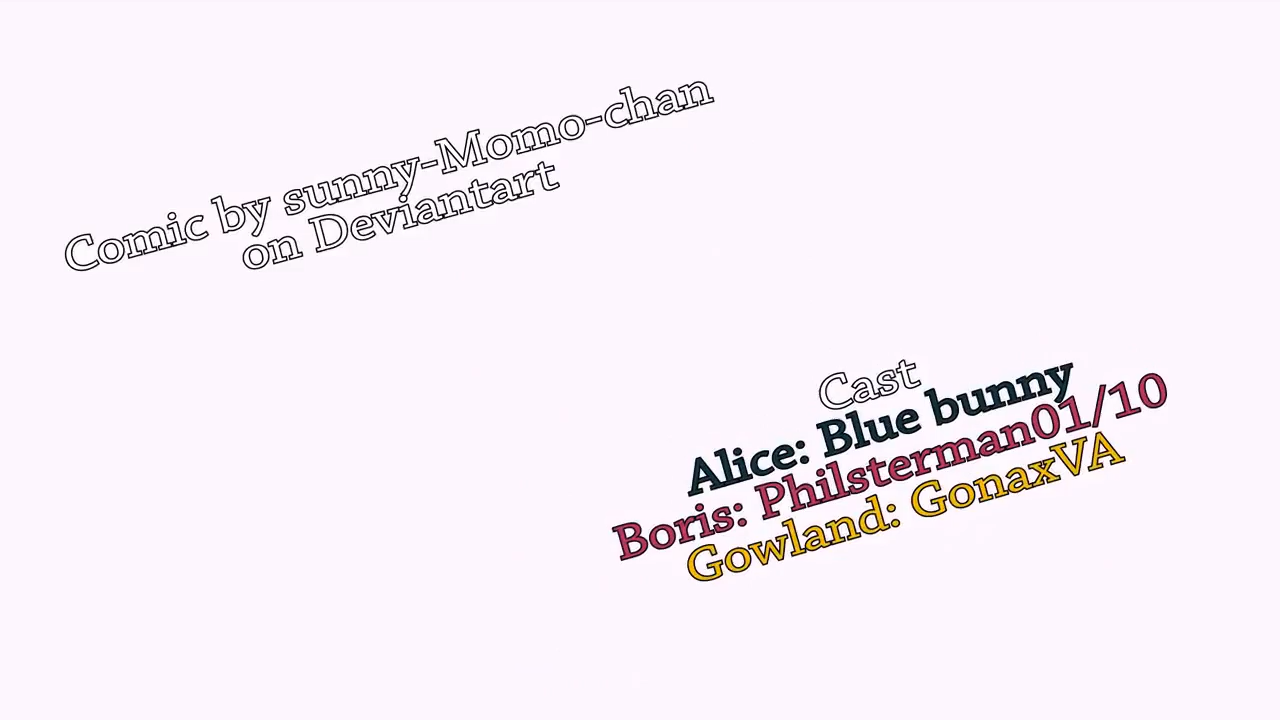 Comic by sunny-Momo-chan
on Deviantart
Cast
Alice: Blue bunny
Boris: Philsterman01/10
Gowland: GonaxVA